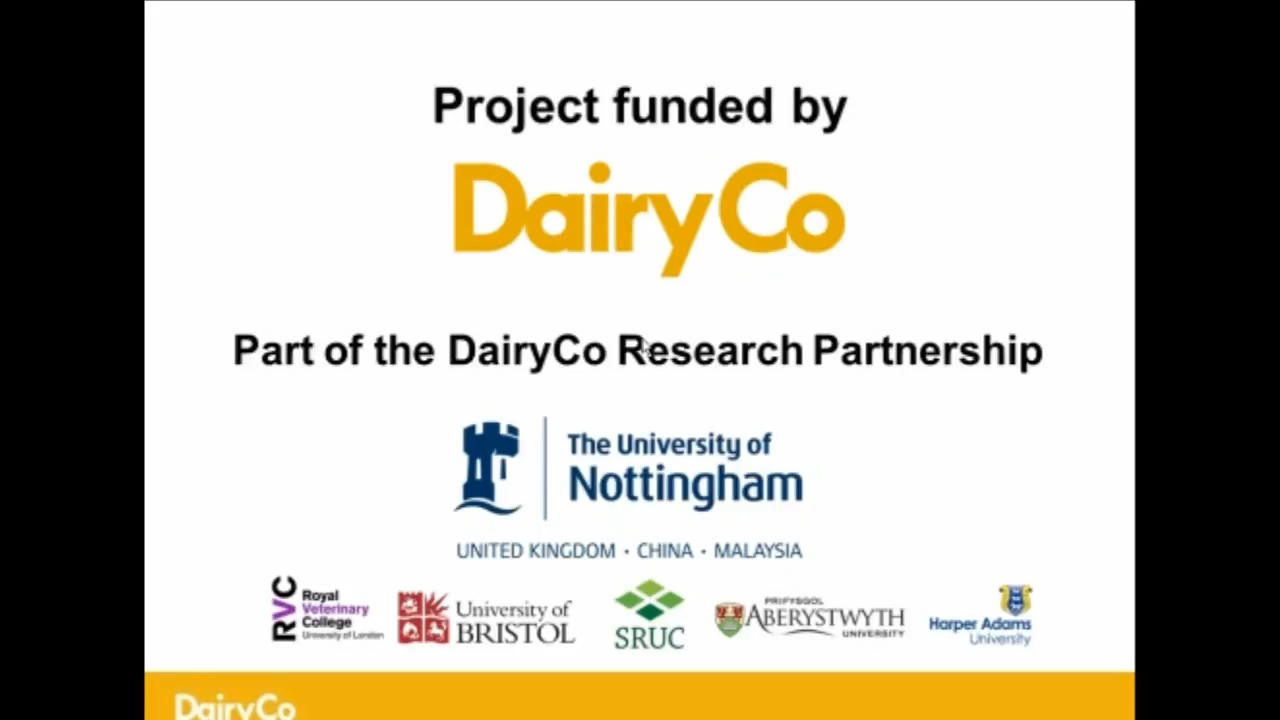 Project funded by
DairyCo
Part of the DairyCo Research Partnership
The University of
Nottingham
UNITED KINGDOM · CHINA · MALAYSIA
RVC
Royal
Veterinary
College
University of London
University of
BRISTOL
SRUC
PRIFYSGOL
ABERYSTWYTH
UNIVERSITY
Harper Adams
University
DairyCo